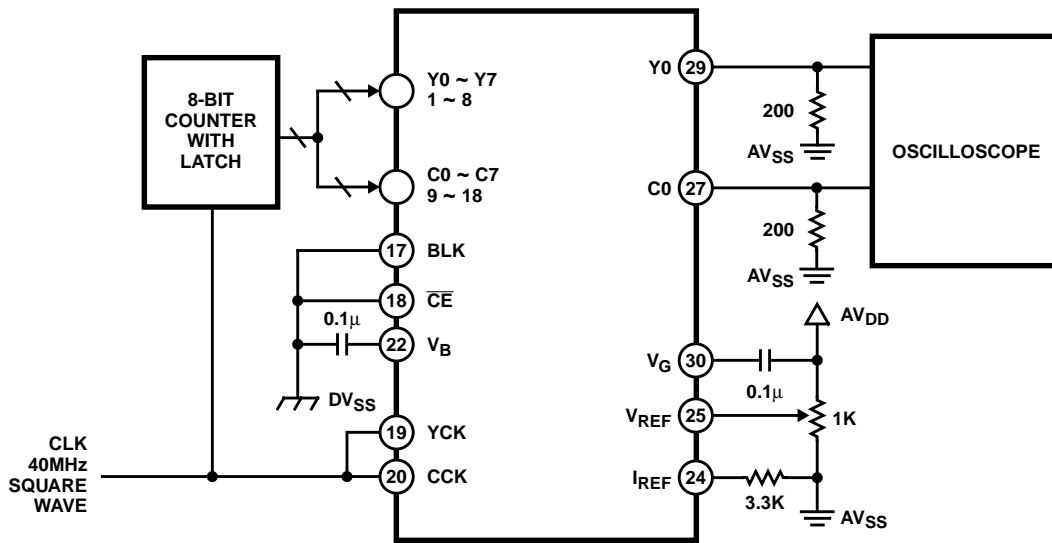 8-BIT
COUNTER
WITH
LATCH
Y0 ~ Y7
1 ~ 8
C0 ~ C7
9 ~ 18
17 BLK
18 C̅E̅
0.1μ
22 VB
DVSS
19 YCK
20 CCK
CLK
40MHz
SQUARE
WAVE
Y0 29
200
AVSS
C0 27
200
AVSS
OSCILLOSCOPE
AVDD
VG 30
0.1μ
VREF 25
1K
IREF 24
3.3K
AVSS